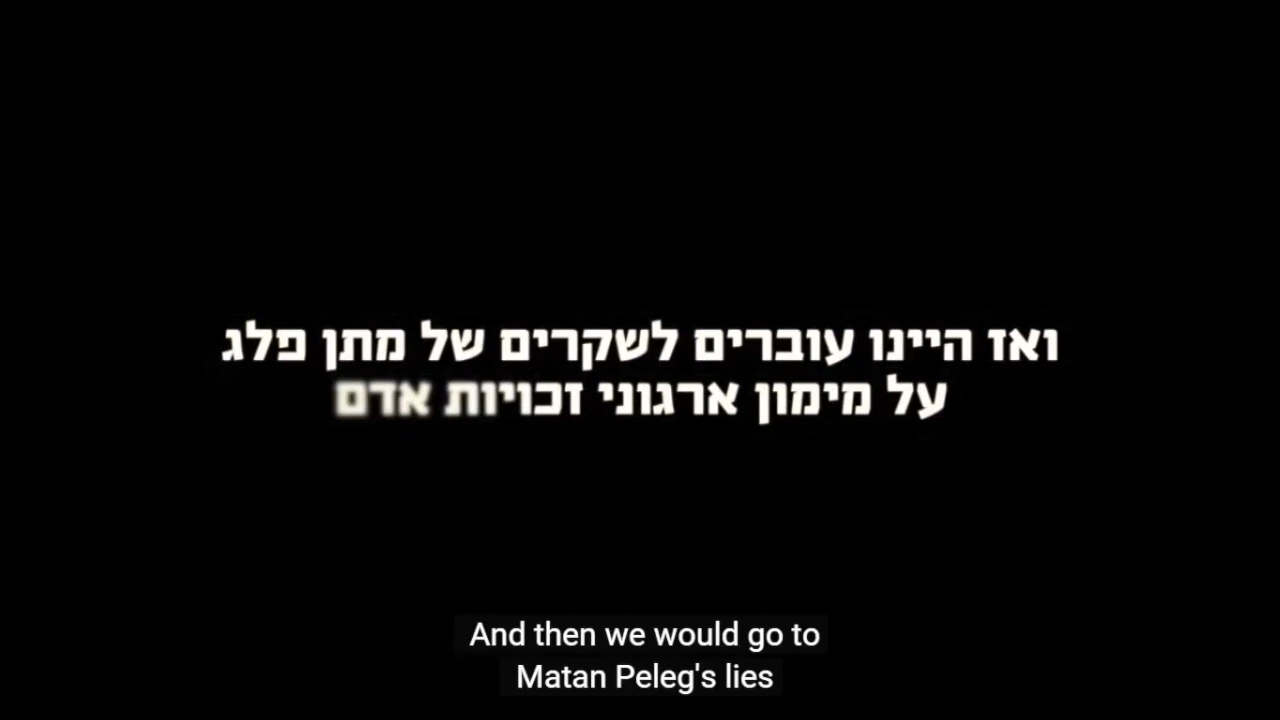 ואז היינו עוברים לשקרים של מתן פלג
על מימון ארגוני זכויות אדם
And then we would go to
Matan Peleg's lies